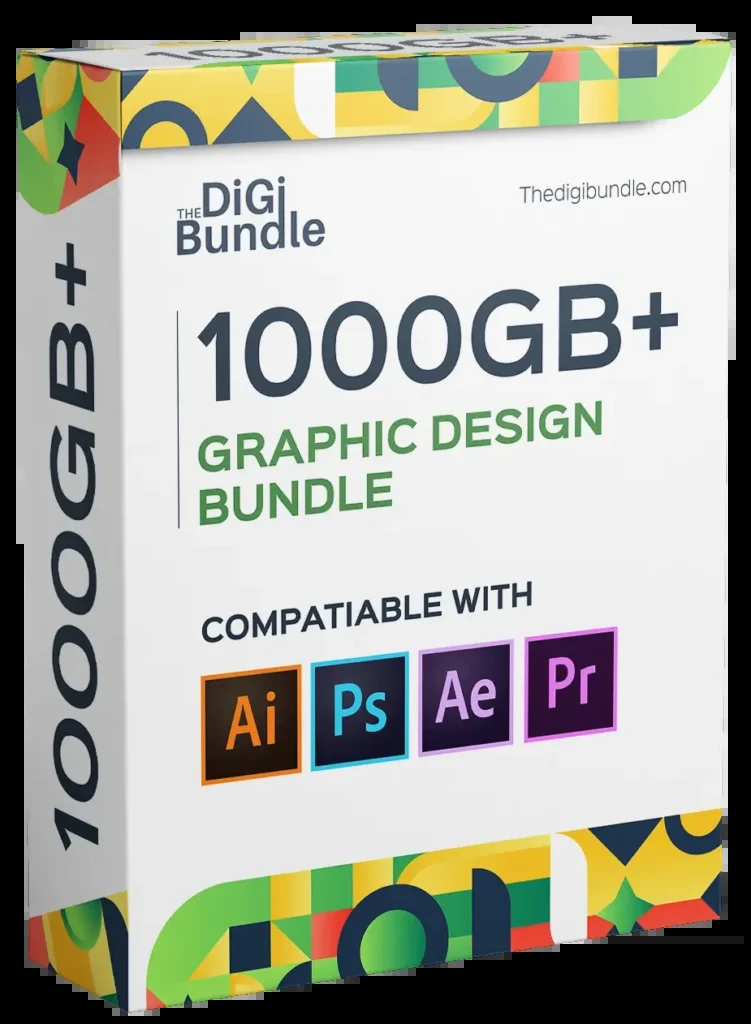 1000GB+
THE DiGi
Bundle
Thedigibundle.com
1000GB+
GRAPHIC DESIGN
BUNDLE
COMPATIABLE WITH
Ai Ps Ae Pr
1000GB+